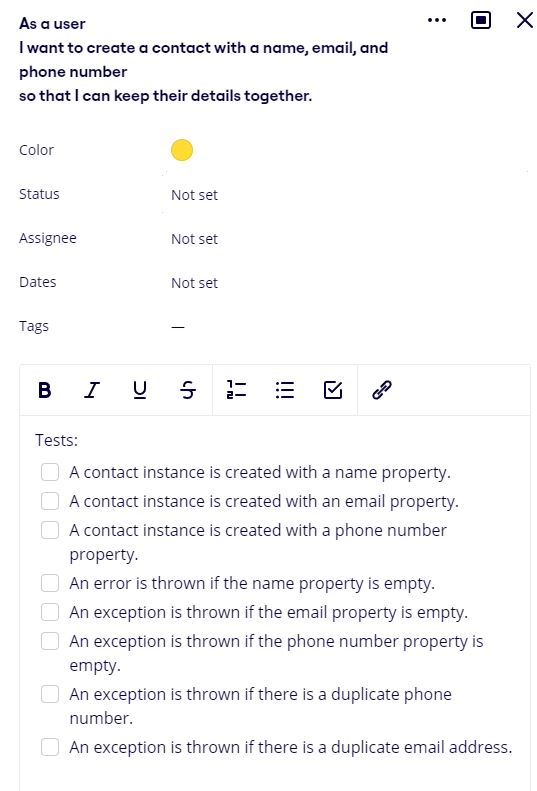 As a user
I want to create a contact with a name, email, and
phone number
so that I can keep their details together.
Color
Status Not set
Assignee Not set
Dates Not set
Tags —
B I U S
Tests:
A contact instance is created with a name property.
A contact instance is created with an email property.
A contact instance is created with a phone number
property.
An error is thrown if the name property is empty.
An exception is thrown if the email property is empty.
An exception is thrown if the phone number property is
empty.
An exception is thrown if there is a duplicate phone
number.
An exception is thrown if there is a duplicate email address.